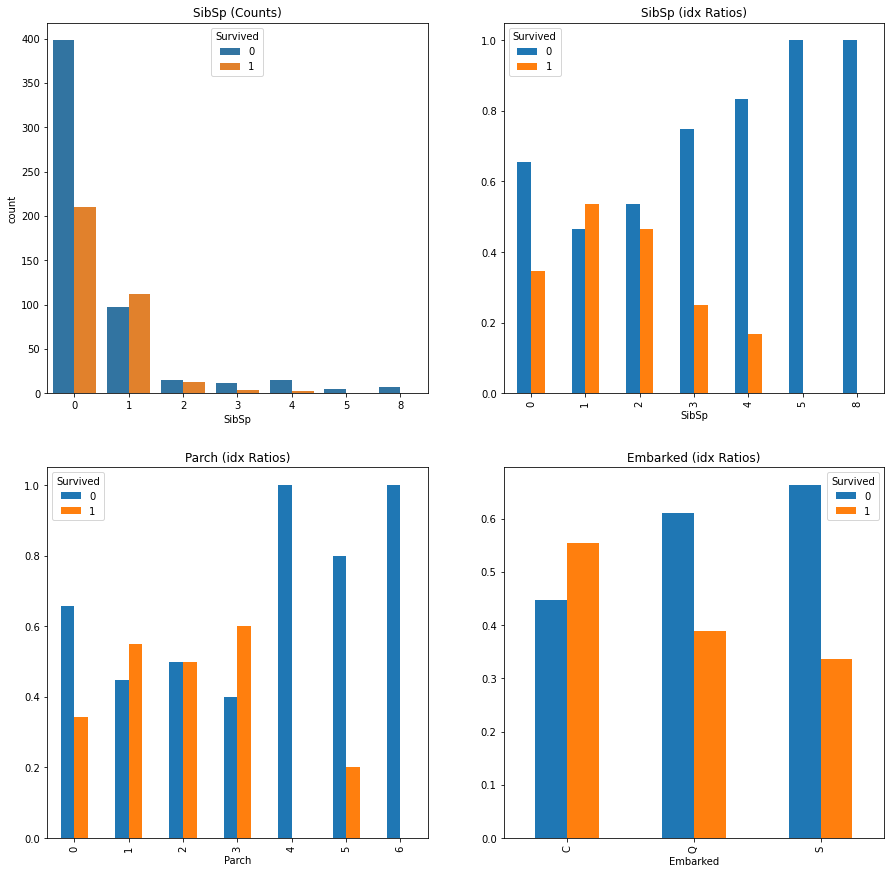 SibSp (Counts)
Survived
0
1
400
350
300
250
200
150
100
50
0
count
0 1 2 3 4 5 8
SibSp
SibSp (idx Ratios)
Survived
0
1
1.0
0.8
0.6
0.4
0.2
0.0
0 1 2 3 4 5 8
SibSp
Parch (idx Ratios)
Survived
0
1
1.0
0.8
0.6
0.4
0.2
0.0
0 1 2 3 4 5 6
Parch
Embarked (idx Ratios)
Survived
0
1
0.6
0.5
0.4
0.3
0.2
0.1
0.0
C Q S
Embarked